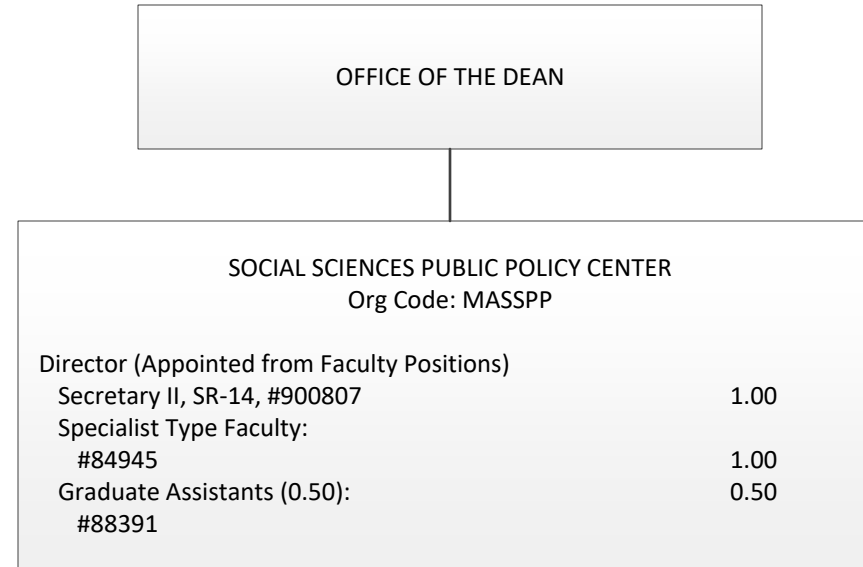 OFFICE OF THE DEAN
SOCIAL SCIENCES PUBLIC POLICY CENTER
Org Code: MASSPP
Director (Appointed from Faculty Positions)
Secretary II, SR-14, #900807 1.00
Specialist Type Faculty:
#84945 1.00
Graduate Assistants (0.50): 0.50
#88391